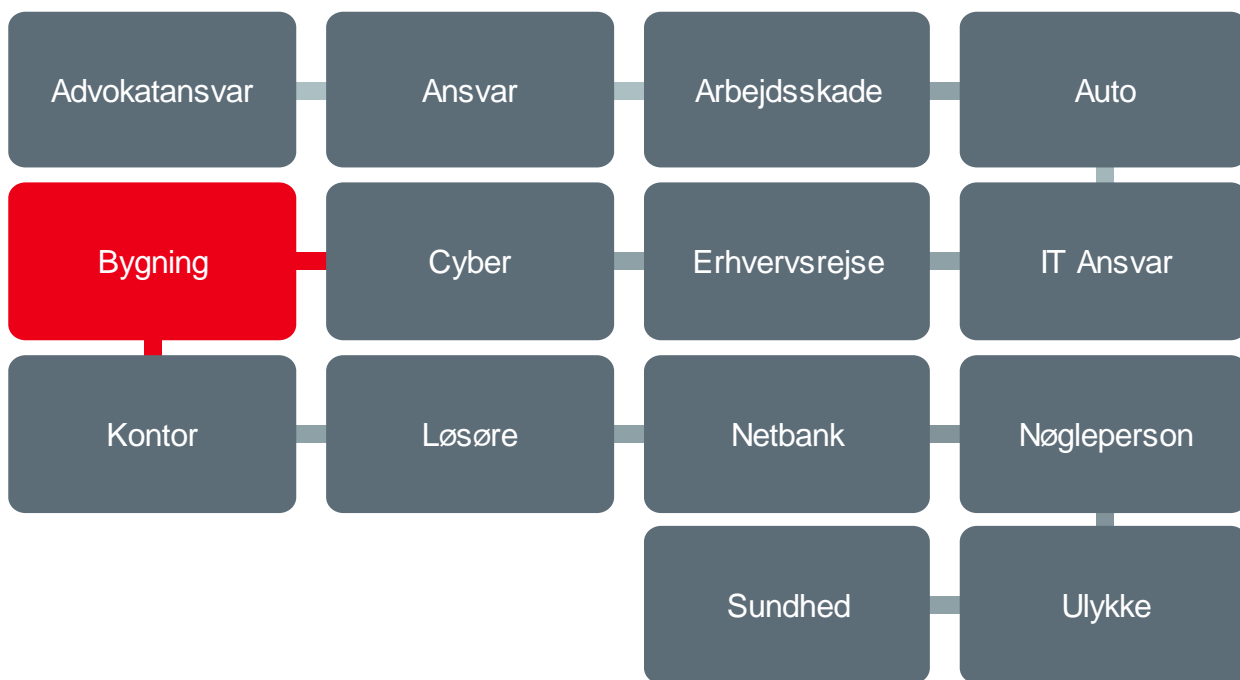 Advokatansvar
Ansvar
Arbejdsskade
Auto
Bygning
Cyber
Erhvervsrejse
IT Ansvar
Kontor
Løsøre
Netbank
Nøgleperson
Sundhed
Ulykke